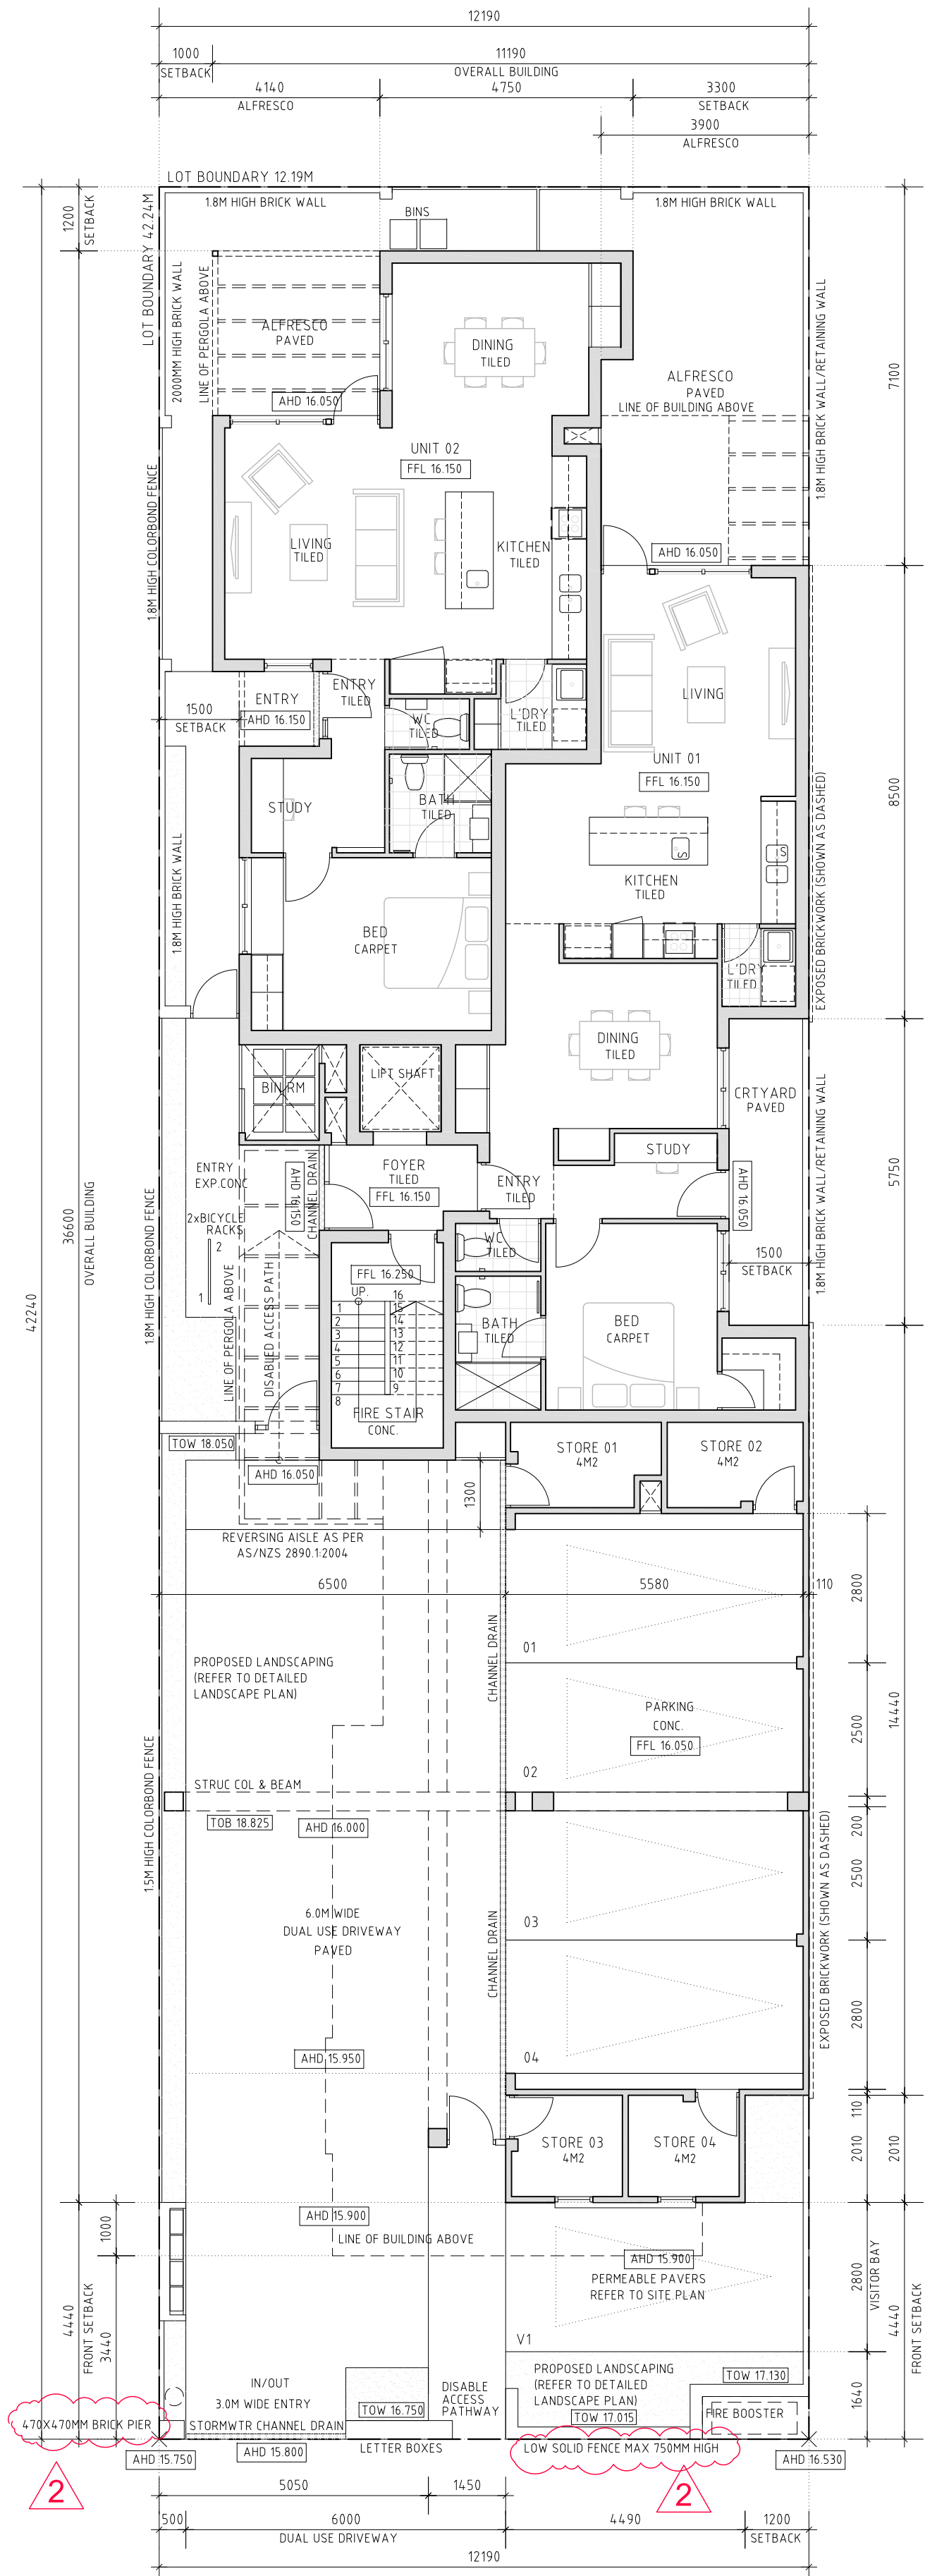 12190
1000
11190
SETBACK
OVERALL BUILDING
4140
4750
3300
ALFRESCO
SETBACK
3900
ALFRESCO
LOT BOUNDARY 12.19M
LOT BOUNDARY 42.24M
1200
SETBACK
1.8M HIGH BRICK WALL
BINS
1.8M HIGH BRICK WALL
2000MM HIGH BRICK WALL
LINE OF PERGOLA ABOVE
ALFRESCO
PAVED
AHD 16.050
DINING
TILED
ALFRESCO
PAVED
LINE OF BUILDING ABOVE
1.8M HIGH BRICK WALL/RETAINING WALL
7100
UNIT 02
FFL 16.150
1.8M HIGH COLORBOND FENCE
LIVING
TILED
KITCHEN
TILED
AHD 16.050
LIVING
ENTRY
AHD 16.150
ENTRY
TILED
WC
TILED
L'DRY
TILED
1500
SETBACK
UNIT 01
FFL 16.150
8500
EXPOSED BRICKWORK (SHOWN AS DASHED)
STUDY
BATH
TILED
1.8M HIGH BRICK WALL
S
S
KITCHEN
TILED
BED
CARPET
L'DRY
TILED
DINING
TILED
BIN RM
LIFT SHAFT
CRTYARD
PAVED
1.8M HIGH BRICK WALL/RETAINING WALL
5750
STUDY
ENTRY
EXP.CONC
AHD 16.150
CHANNEL DRAIN
FOYER
TILED
FFL 16.150
ENTRY
TILED
AHD 16.050
36600
OVERALL BUILDING
42240
1.8M HIGH COLORBOND FENCE
2xBICYCLE
RACKS
2
1
LINE OF PERGOLA ABOVE
DISABLED ACCESS PATH
WC
TILED
1500
SETBACK
FFL 16.250
UP.
16
1
15
2
14
3
13
4
12
5
11
6
10
7
9
8
FIRE STAIR
CONC.
BATH
TILED
BED
CARPET
TOW 18.050
AHD 16.050
STORE 01
4M2
STORE 02
4M2
1300
REVERSING AISLE AS PER
AS/NZS 2890.1:2004
6500
5580
110
2800
01
CHANNEL DRAIN
PROPOSED LANDSCAPING
(REFER TO DETAILED
LANDSCAPE PLAN)
PARKING
CONC.
FFL 16.050
2500
14440
02
1.5M HIGH COLORBOND FENCE
STRUC COL & BEAM
TOB 18.825
AHD 16.000
200
2500
EXPOSED BRICKWORK (SHOWN AS DASHED)
6.0M WIDE
DUAL USE DRIVEWAY
PAVED
03
CHANNEL DRAIN
2800
AHD 15.950
04
110
STORE 03
4M2
STORE 04
4M2
2010
2010
AHD 15.900
LINE OF BUILDING ABOVE
1000
AHD 15.900
PERMEABLE PAVERS
REFER TO SITE PLAN
2800
VISITOR BAY
4440
FRONT SETBACK
4440
FRONT SETBACK
3440
V1
IN/OUT
3.0M WIDE ENTRY
TOW 16.750
DISABLE
ACCESS
PATHWAY
PROPOSED LANDSCAPING
(REFER TO DETAILED
LANDSCAPE PLAN)
TOW 17.015
TOW 17.130
FIRE BOOSTER
1640
470X470MM BRICK PIER
STORMWTR CHANNEL DRAIN
AHD 15.750
AHD 15.800
LETTER BOXES
LOW SOLID FENCE MAX 750MM HIGH
AHD 16.530
2
2
5050
1450
500
6000
4490
1200
DUAL USE DRIVEWAY
SETBACK
12190